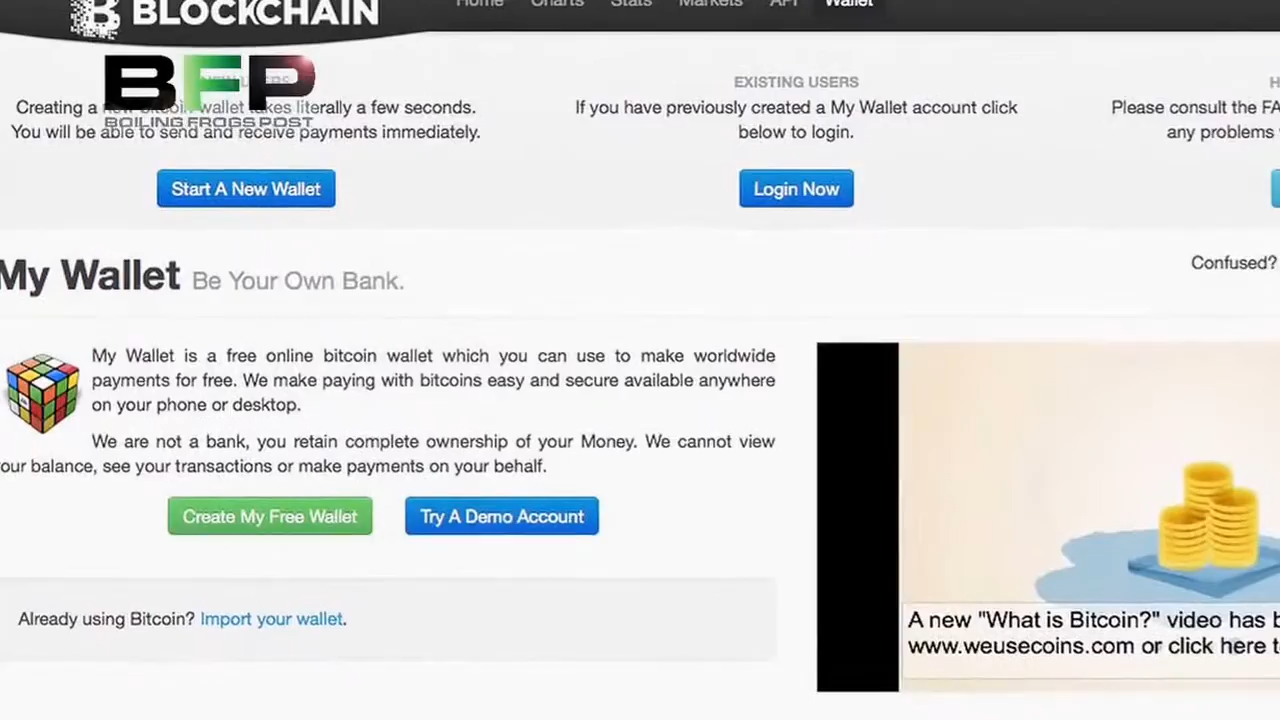 BLOCKCHAIN
Home Charts Stats Markets API Wallet
BFP
BOILING FROGS POST
NEW USERS
Creating a new bitcoin wallet takes literally a few seconds.
You will be able to send and receive payments immediately.
Start A New Wallet
EXISTING USERS
If you have previously created a My Wallet account click
below to login.
Login Now
Please consult the FA
any problems
My Wallet Be Your Own Bank.
Confused?
My Wallet is a free online bitcoin wallet which you can use to make worldwide
payments for free. We make paying with bitcoins easy and secure available anywhere
on your phone or desktop.
We are not a bank, you retain complete ownership of your Money. We cannot view
our balance, see your transactions or make payments on your behalf.
Create My Free Wallet
Try A Demo Account
Already using Bitcoin? Import your wallet.
A new "What is Bitcoin?" video has b
www.weusecoins.com or click here t